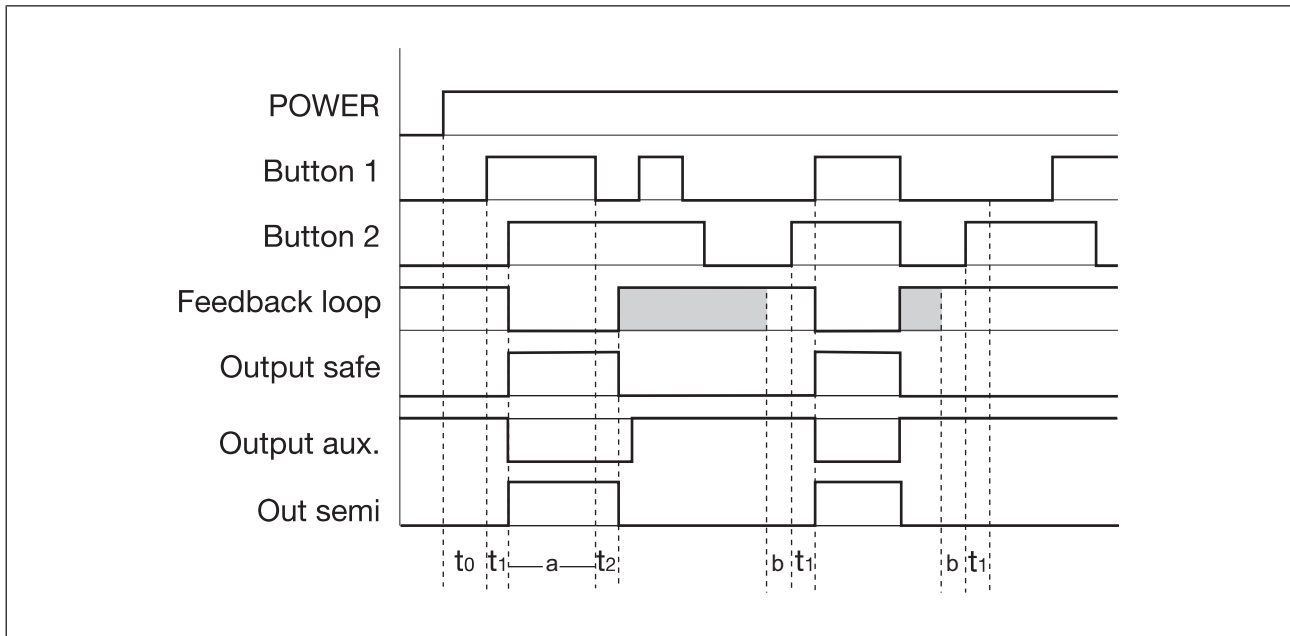 POWER
Button 1
Button 2
Feedback loop
Output safe
Output aux.
Out semi
t0 t1 a t2 b t1 b t1